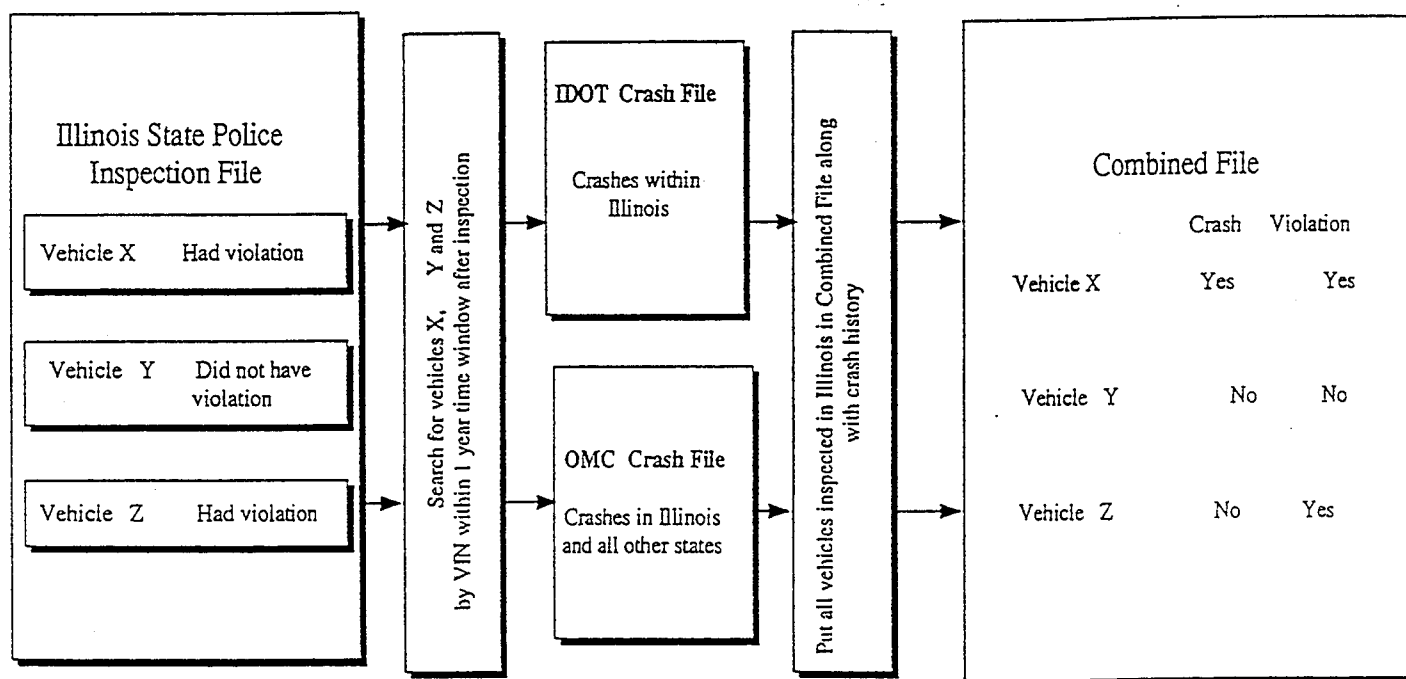 Illinois State Police
Inspection File
Vehicle X Had violation
Vehicle Y Did not have
violation
Vehicle Z Had violation
Search for vehicles X, Y and Z
by VIN within 1 year time window after inspection
IDOT Crash File
Crashes within
Illinois
OMC Crash File
Crashes in Illinois
and all other states
Put all vehicles inspected in Illinois in Combined File along
with crash history
Combined File
Crash Violation
Vehicle X Yes Yes
Vehicle Y No No
Vehicle Z No Yes